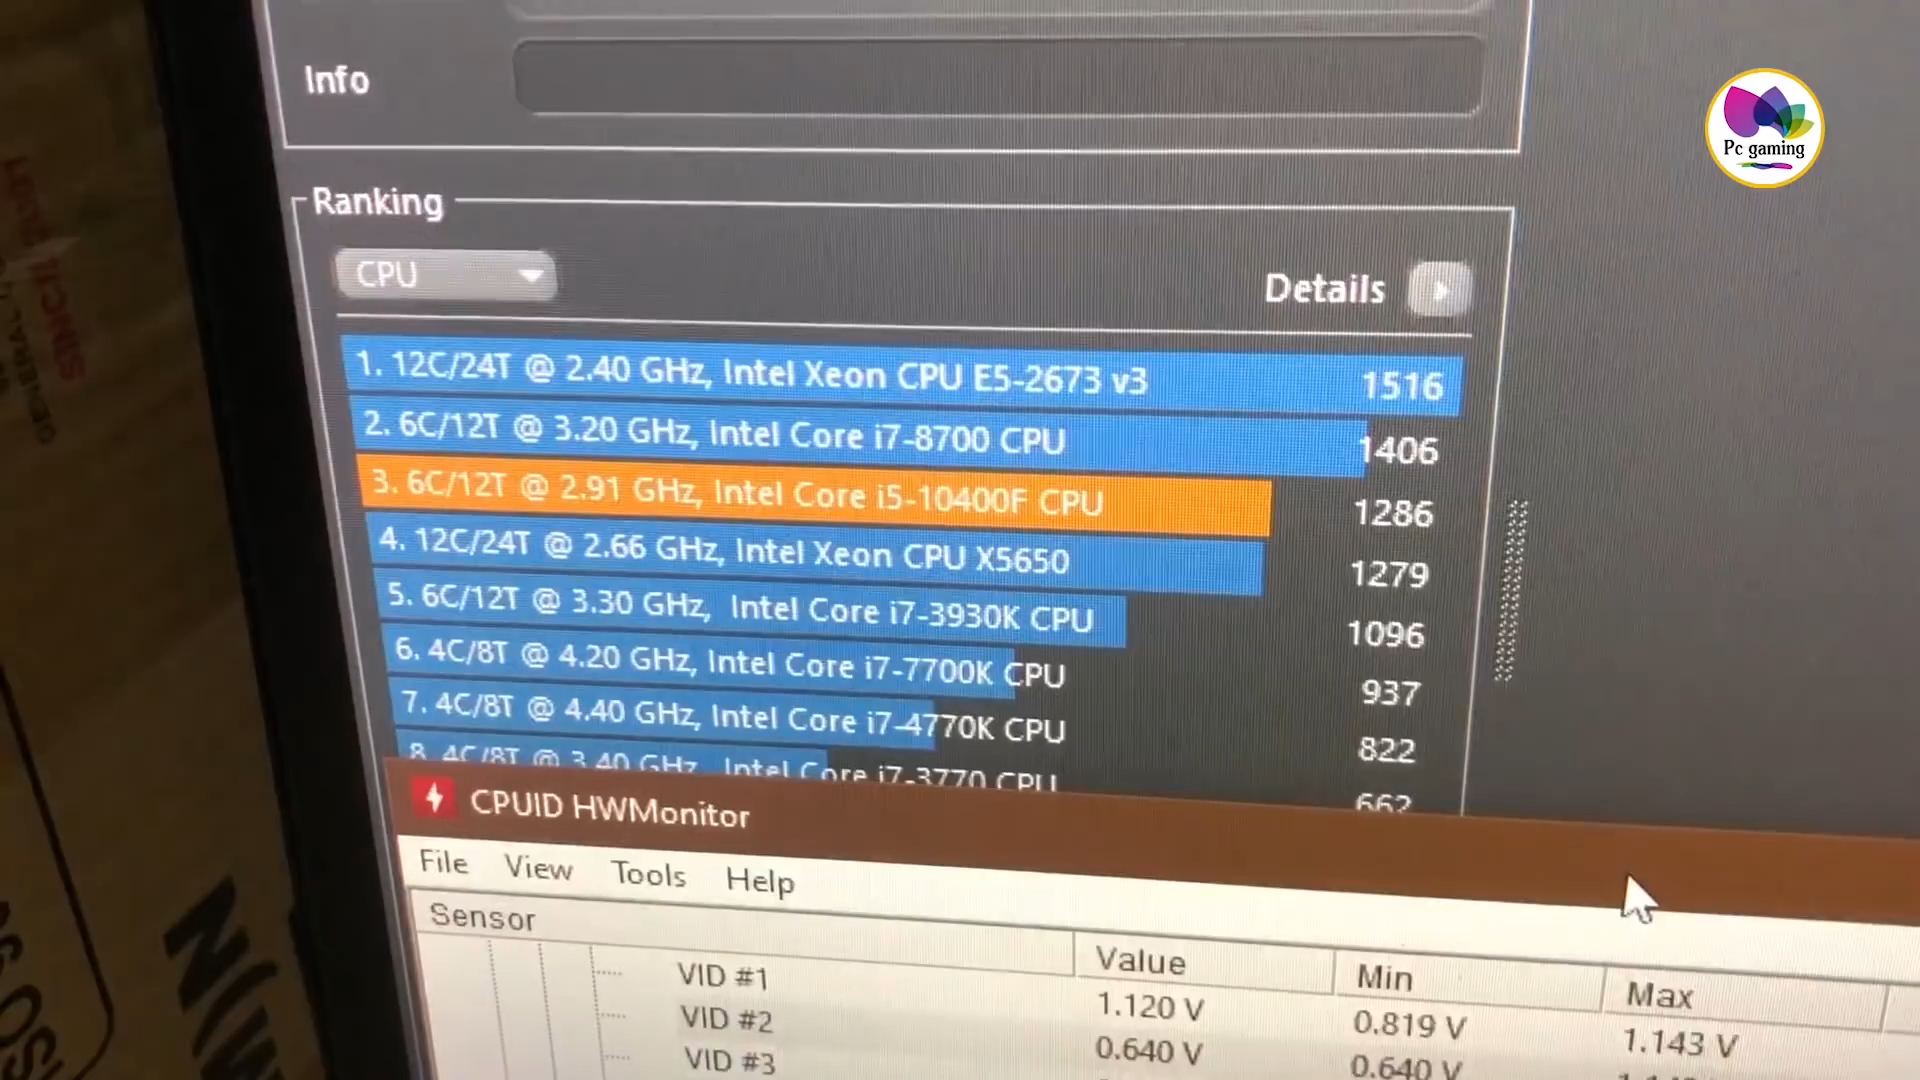 Info
Pc gaming
Ranking
CPU
Details
1. 12C/24T @ 2.40 GHz, Intel Xeon CPU E5-2673 v3 1516
2. 6C/12T @ 3.20 GHz, Intel Core i7-8700 CPU 1406
3. 6C/12T @ 2.91 GHz, Intel Core i5-10400F CPU 1286
4. 12C/24T @ 2.66 GHz, Intel Xeon CPU X5650 1279
5. 6C/12T @ 3.30 GHz, Intel Core i7-3930K CPU 1096
6. 4C/8T @ 4.20 GHz, Intel Core i7-7700K CPU 937
7. 4C/8T @ 4.40 GHz, Intel Core i7-4770K CPU 822
8. 4C/8T @ 3.40 GHz, Intel Core i7-3770 CPU 662
CPUID HWMonitor
File View Tools Help
Sensor Value Min Max
VID #1 1.120 V 0.819 V 1.143 V
VID #2 0.640 V 0.640 V
VID #3